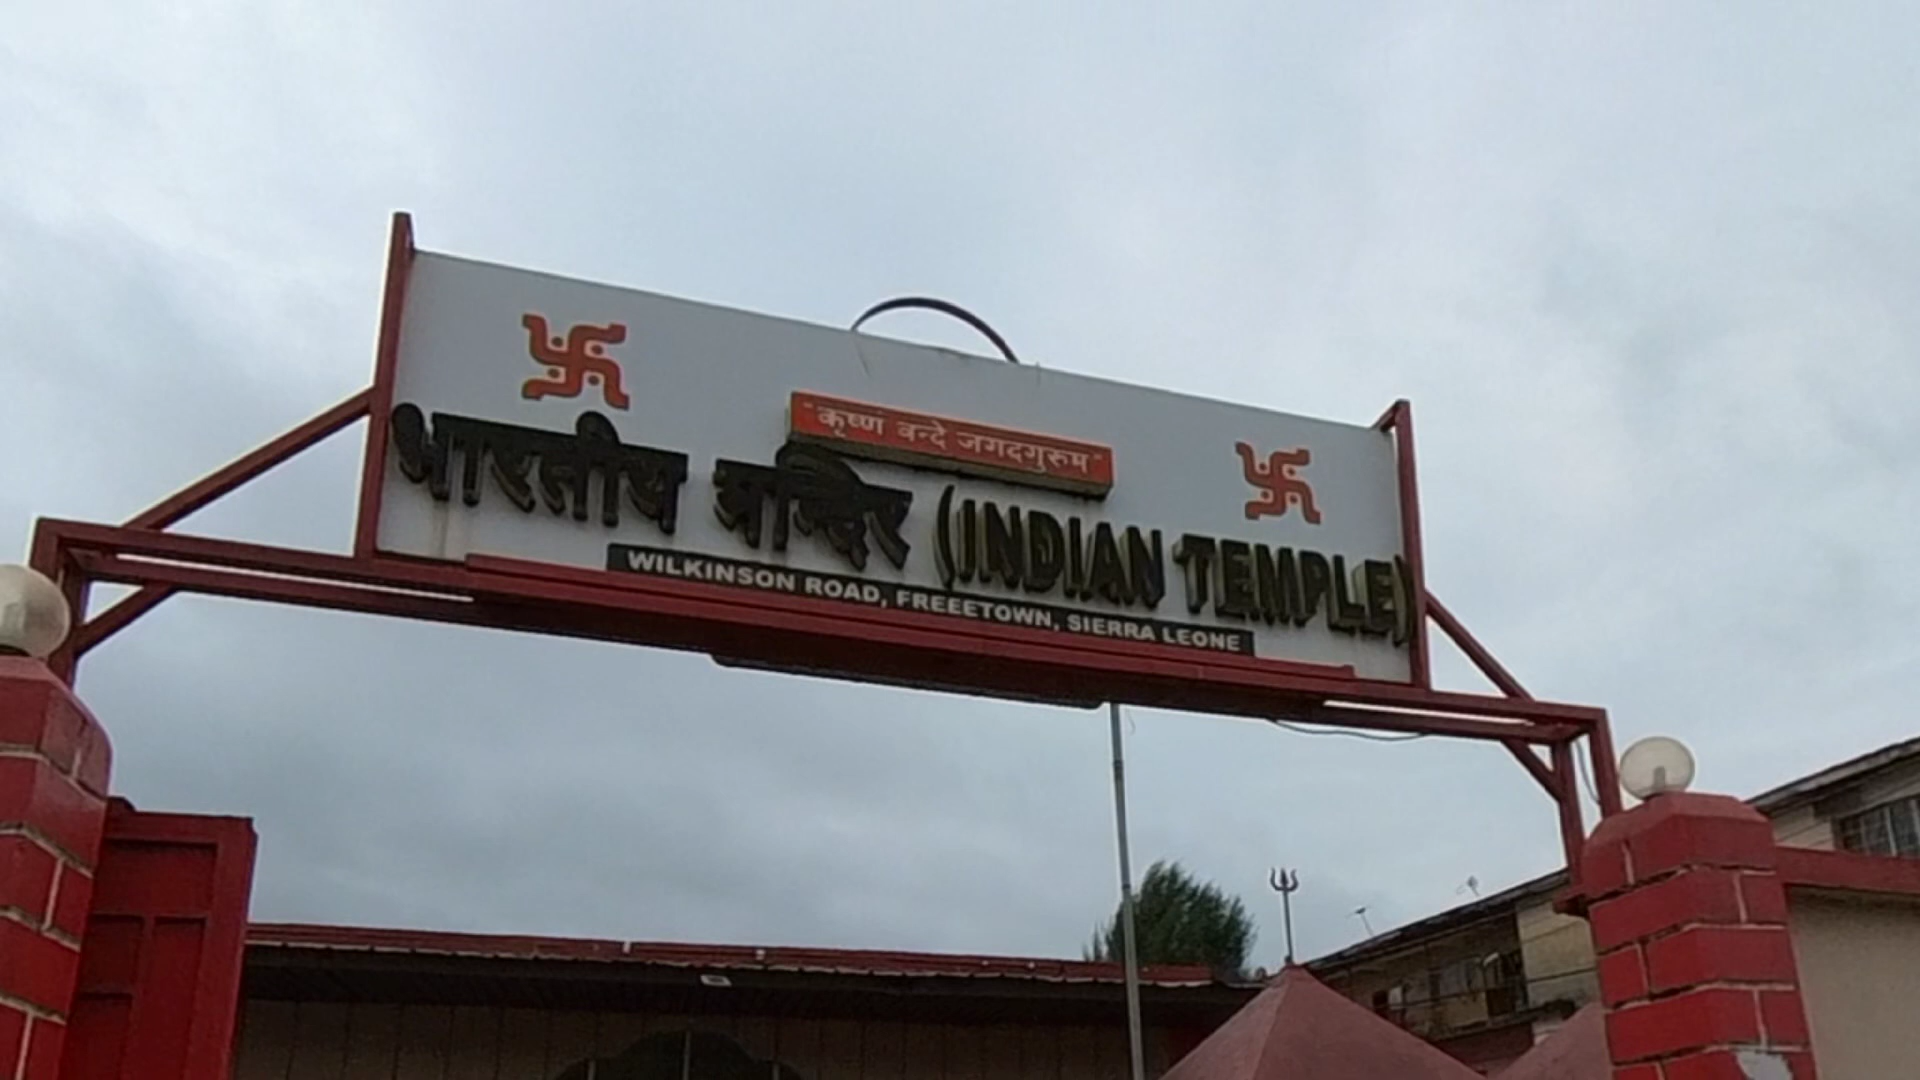 "कृष्णं वन्दे जगदगुरुम"
भारतीय मन्दिर (INDIAN TEMPLE)
WILKINSON ROAD, FREEETOWN, SIERRA LEONE